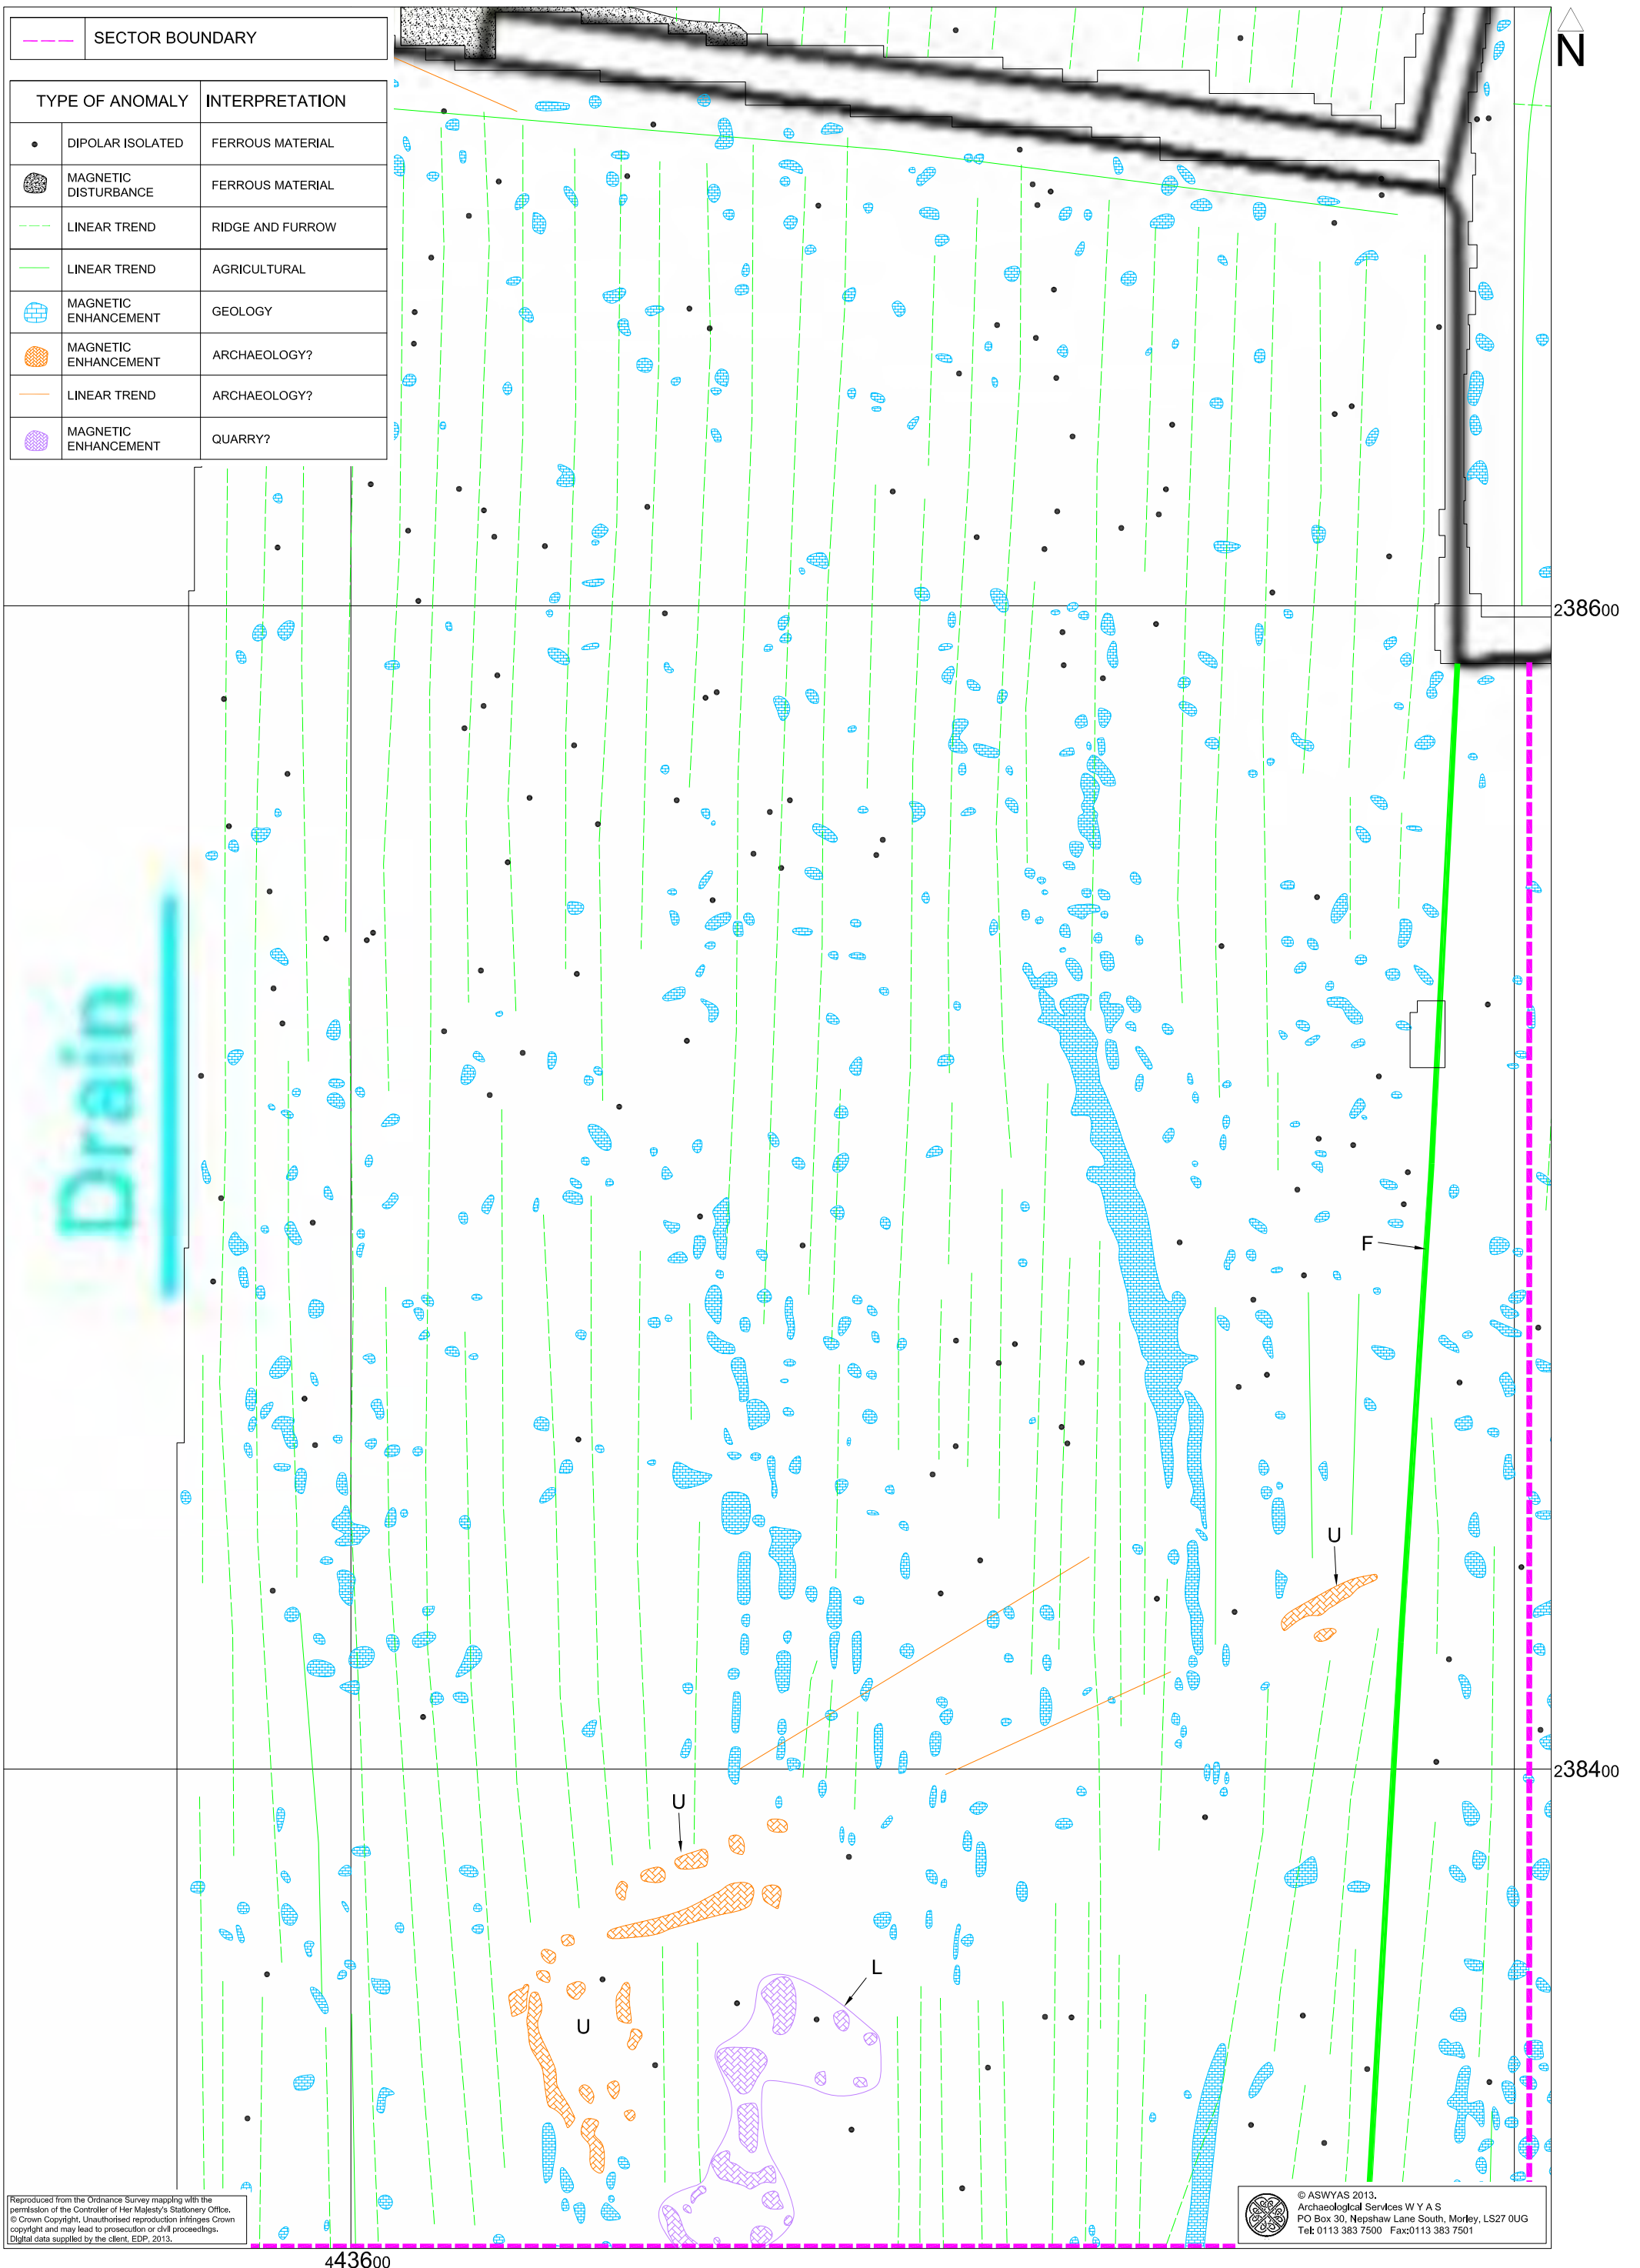 SECTOR BOUNDARY
N
TYPE OF ANOMALY INTERPRETATION
DIPOLAR ISOLATED FERROUS MATERIAL
MAGNETIC
DISTURBANCE
FERROUS MATERIAL
LINEAR TREND RIDGE AND FURROW
LINEAR TREND AGRICULTURAL
MAGNETIC
ENHANCEMENT
GEOLOGY
MAGNETIC
ENHANCEMENT
ARCHAEOLOGY?
LINEAR TREND ARCHAEOLOGY?
MAGNETIC
ENHANCEMENT
QUARRY?
238600
Drain
F
U
238400
U
L
U
Reproduced from the Ordnance Survey mapping with the
permission of the Controller of Her Majesty's Stationery Office.
© Crown Copyright. Unauthorised reproduction infringes Crown
copyright and may lead to prosecution or civil proceedings.
Digital data supplied by the client, EDP, 2013.
© ASWYAS 2013.
Archaeological Services W Y A S
PO Box 30, Nepshaw Lane South, Morley, LS27 0UG
Tel: 0113 383 7500 Fax:0113 383 7501
443600